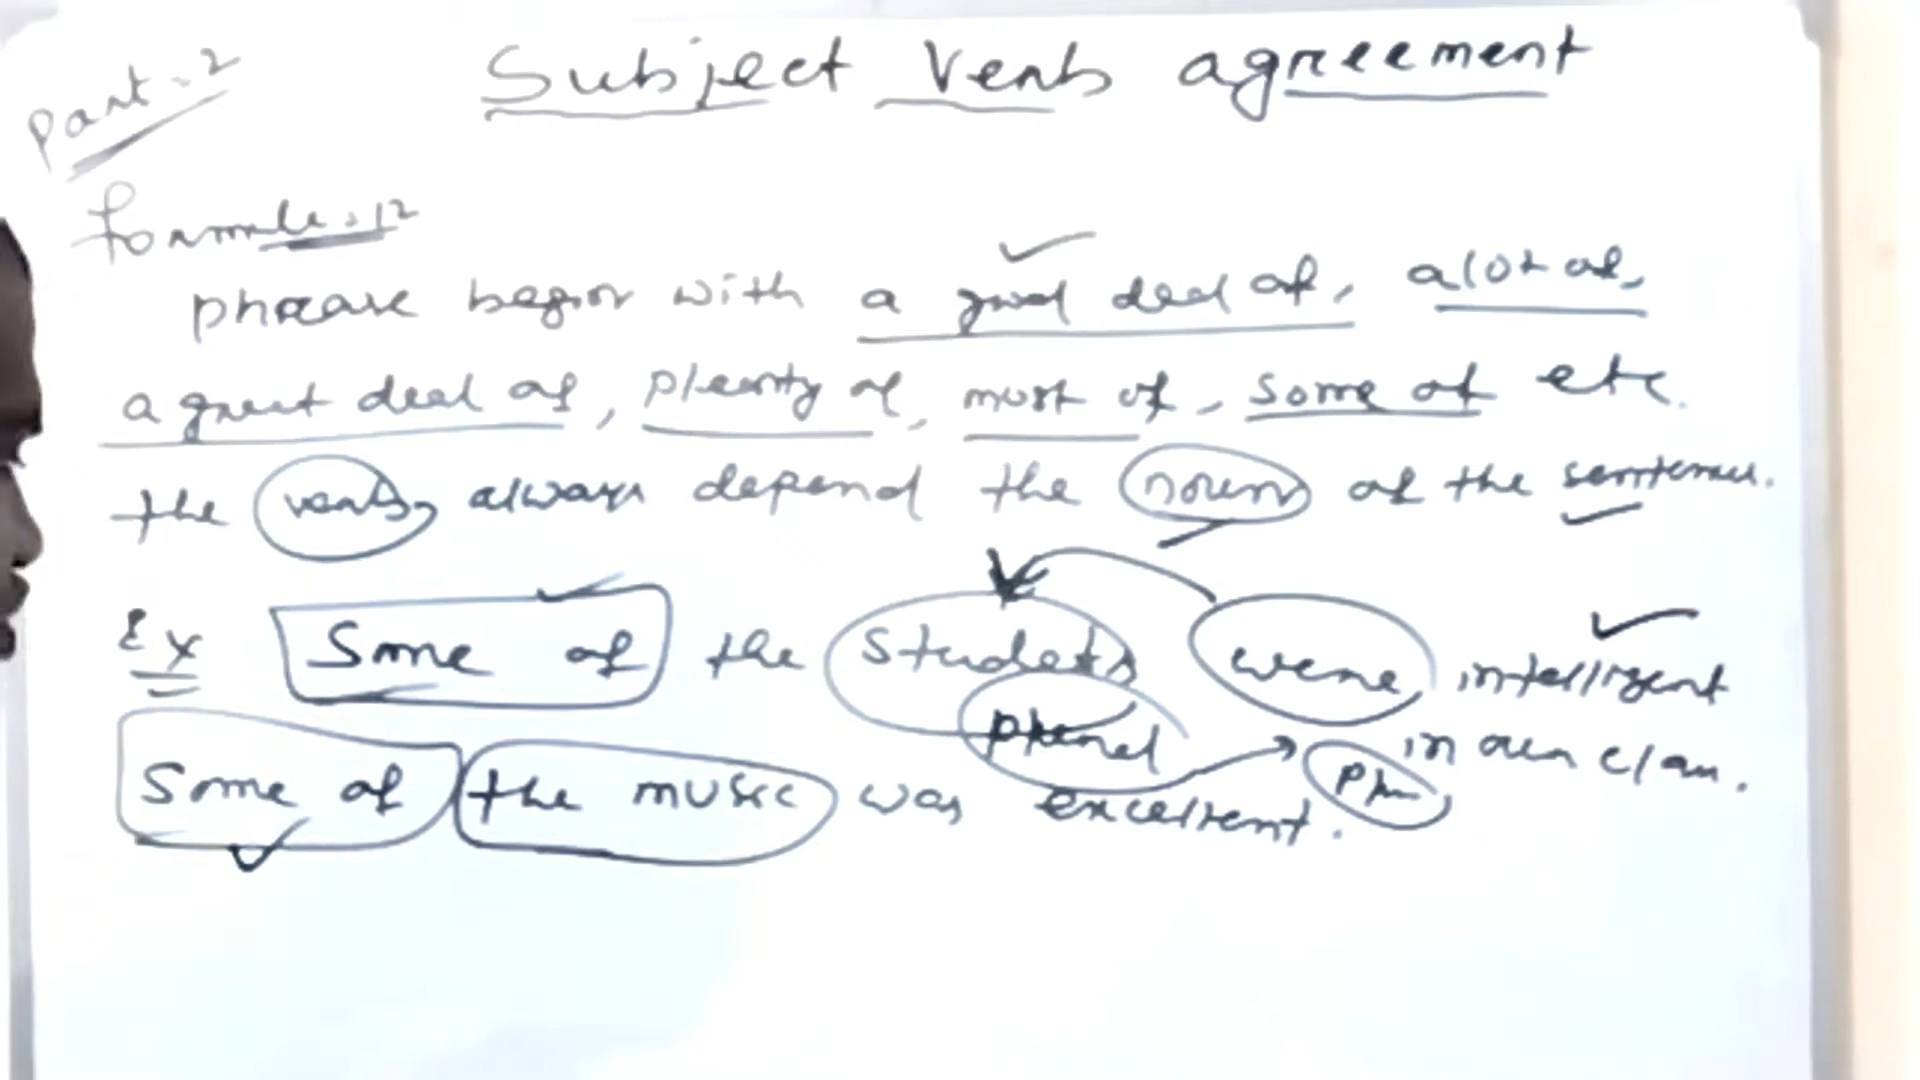 Part-2
Subject Verb agreement
Formula-12
phrase begin with a good deal of, a lot of,
a great deal of, plenty of, most of, some of etc.
the verb, always depend the noun of the sentences.
Ex Some of the students were intelligent
in our class.
plural
Some of the music was excellent.